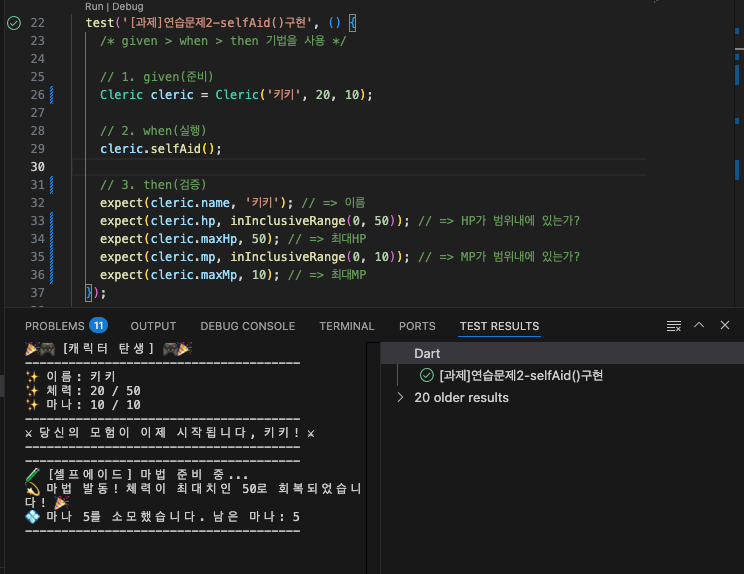 Run | Debug
22 test('[과제]연습문제2-selfAid()구현', () {
23 /* given > when > then 기법을 사용 */
24
25 // 1. given(준비)
26 Cleric cleric = Cleric('키키', 20, 10);
27
28 // 2. when(실행)
29 cleric.selfAid();
30
31 // 3. then(검증)
32 expect(cleric.name, '키키'); // => 이름
33 expect(cleric.hp, inInclusiveRange(0, 50)); // => HP가 범위내에 있는가?
34 expect(cleric.maxHp, 50); // => 최대HP
35 expect(cleric.mp, inInclusiveRange(0, 10)); // => MP가 범위내에 있는가?
36 expect(cleric.maxMp, 10); // => 최대MP
37 });
PROBLEMS 11 OUTPUT DEBUG CONSOLE TERMINAL PORTS TEST RESULTS
🎉🎮 [캐릭터 탄생] 🎮🎉
--------------------------------------
✨ 이름: 키키
✨ 체력: 20 / 50
✨ 마나: 10 / 10
--------------------------------------
⚔ 당신의 모험이 이제 시작됩니다, 키키! ⚔
--------------------------------------
--------------------------------------
🧪 [셀프에이드] 마법 준비 중...
💫 마법 발동! 체력이 최대치인 50로 회복되었습니
다! 🎉
💠 마나 5를 소모했습니다. 남은 마나: 5
--------------------------------------
Dart
[과제]연습문제2-selfAid()구현
20 older results